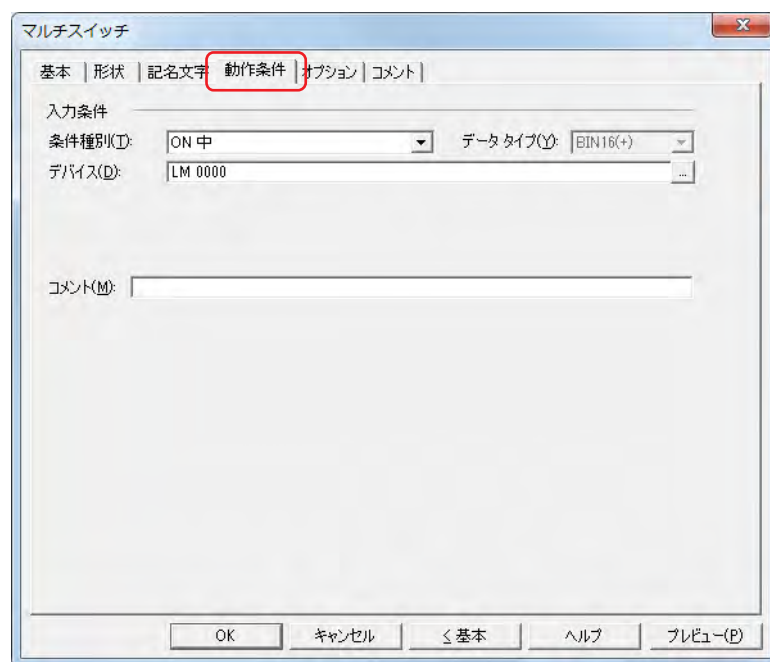 マルチスイッチ
基本 形状 記名文字 動作条件 オプション コメント
入力条件
条件種別(T): ON 中 データ タイプ(Y): BIN16(+)
デバイス(D): LM 0000 ...
コメント(M):
OK キャンセル < 基本 ヘルプ プレビュー(P)